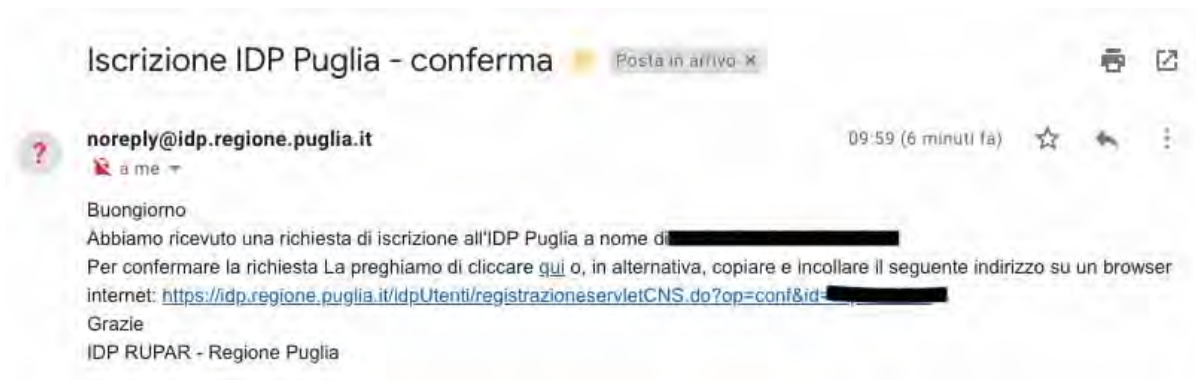 Iscrizione IDP Puglia - conferma Posta in arrivo ×
noreply@idp.regione.puglia.it 09:59 (6 minuti fa)
a me
Buongiorno
Abbiamo ricevuto una richiesta di iscrizione all'IDP Puglia a nome di
Per confermare la richiesta La preghiamo di cliccare qui o, in alternativa, copiare e incollare il seguente indirizzo su un browser
internet: https://idp.regione.puglia.it/idpUtenti/registrazioneservletCNS.do?op=conf&id=
Grazie
IDP RUPAR - Regione Puglia